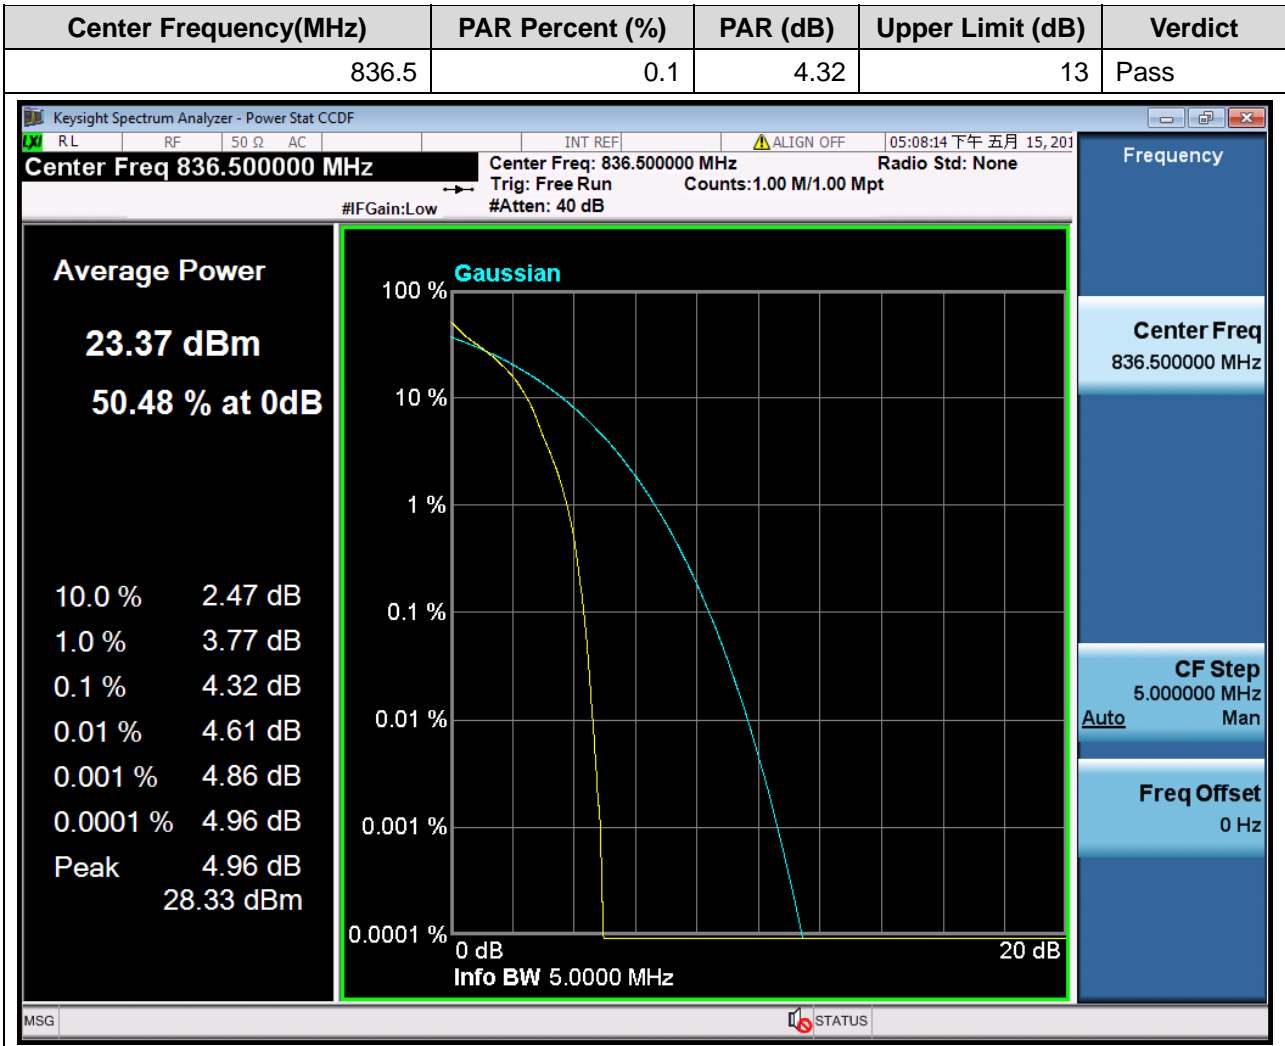 Center Frequency(MHz) PAR Percent (%) PAR (dB) Upper Limit (dB) Verdict
836.5 0.1 4.32 13 Pass
Keysight Spectrum Analyzer - Power Stat CCDF
LXI RL RF 50 Ω AC INT REF ALIGN OFF 05:08:14 下午 五月 15, 201
Center Freq 836.500000 MHz
Center Freq: 836.500000 MHz Radio Std: None
Trig: Free Run Counts:1.00 M/1.00 Mpt
#IFGain:Low #Atten: 40 dB
Average Power
23.37 dBm
50.48 % at 0dB
10.0 % 2.47 dB
1.0 % 3.77 dB
0.1 % 4.32 dB
0.01 % 4.61 dB
0.001 % 4.86 dB
0.0001 % 4.96 dB
Peak 4.96 dB
28.33 dBm
Gaussian
100 %
10 %
1 %
0.1 %
0.01 %
0.001 %
0.0001 %
0 dB 20 dB
Info BW 5.0000 MHz
Frequency
Center Freq
836.500000 MHz
CF Step
5.000000 MHz
Auto Man
Freq Offset
0 Hz
MSG STATUS